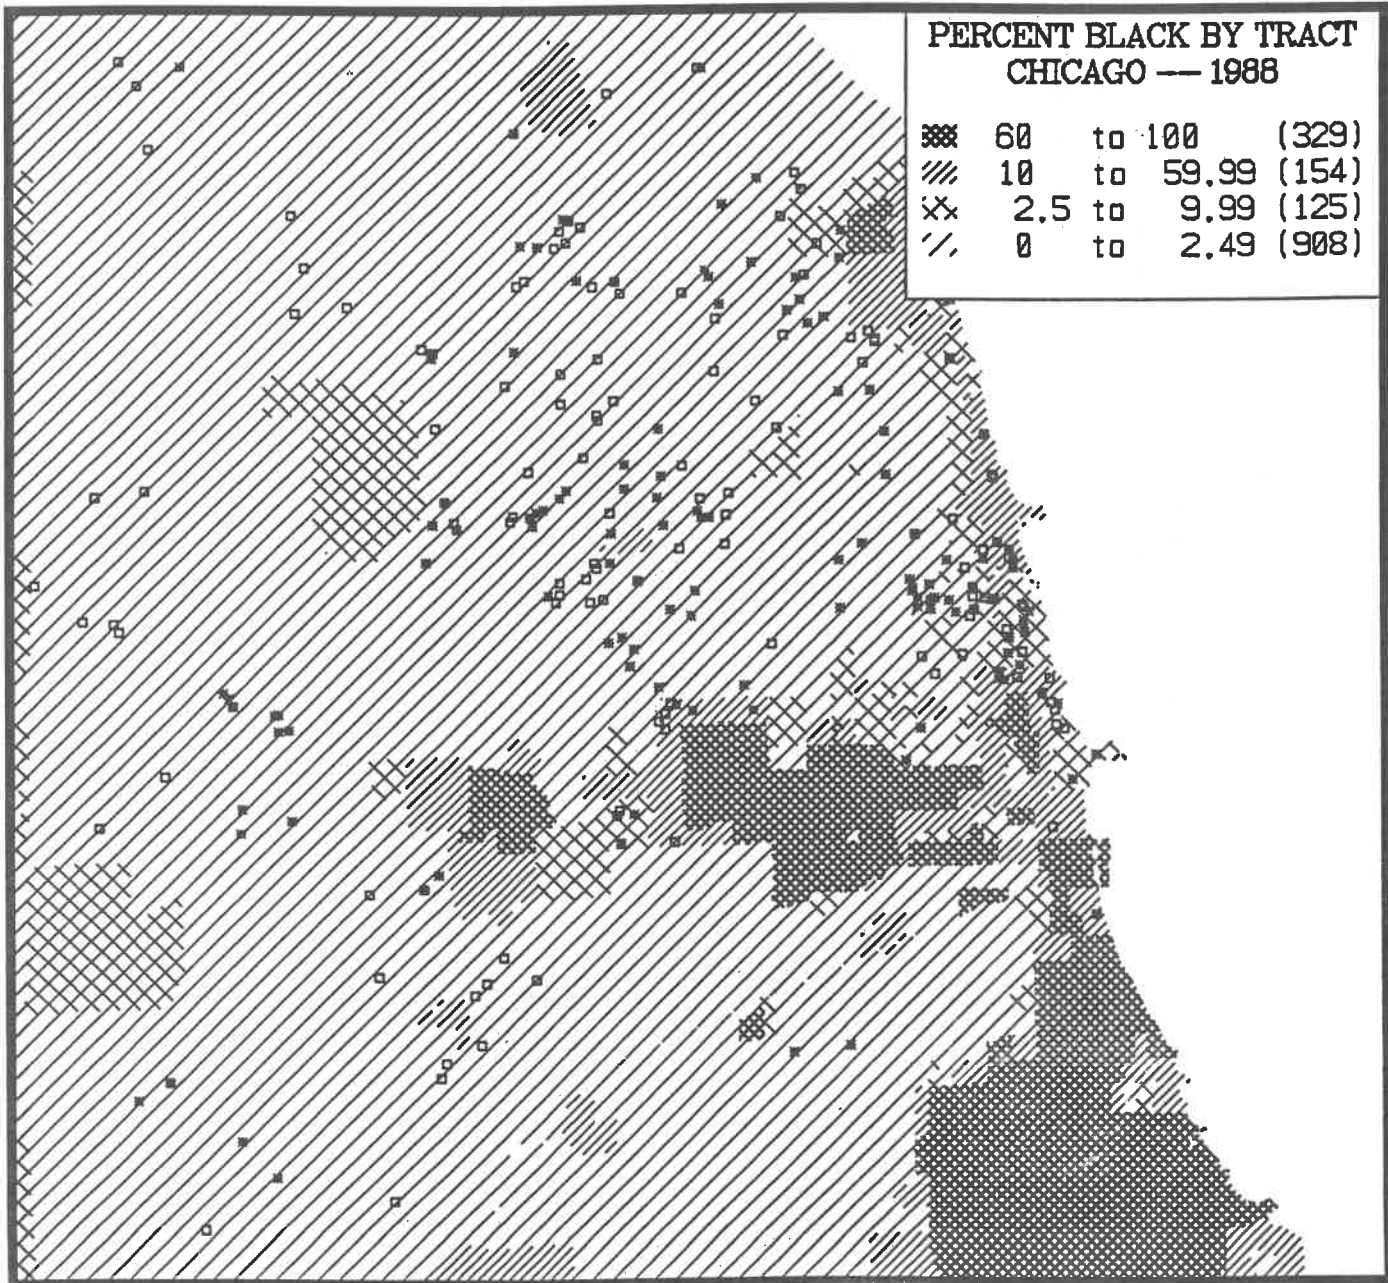 PERCENT BLACK BY TRACT
CHICAGO — 1988
60 to 100 (329)
10 to 59.99 (154)
2.5 to 9.99 (125)
0 to 2.49 (908)